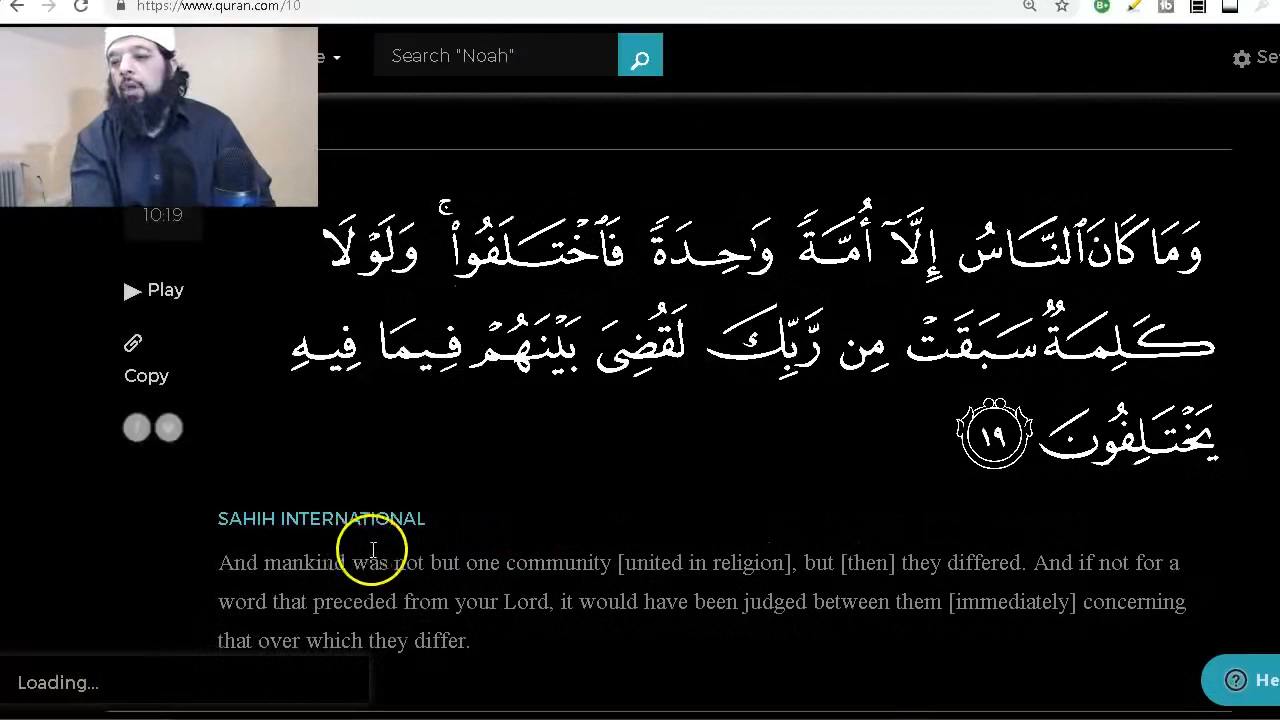 https://www.quran.com/10
Search "Noah"
10:19
Play
Copy
وَمَا كَانَ ٱلنَّاسُ إِلَّآ أُمَّةً وَٰحِدَةً فَٱخْتَلَفُوا۟ ۚ وَلَوْلَا
كَلِمَةٌ سَبَقَتْ مِن رَّبِّكَ لَقُضِىَ بَيْنَهُمْ فِيمَا فِيهِ
يَخْتَلِفُونَ ١٩
SAHIH INTERNATIONAL
And mankind was not but one community [united in religion], but [then] they differed. And if not for a
word that preceded from your Lord, it would have been judged between them [immediately] concerning
that over which they differ.
Loading...